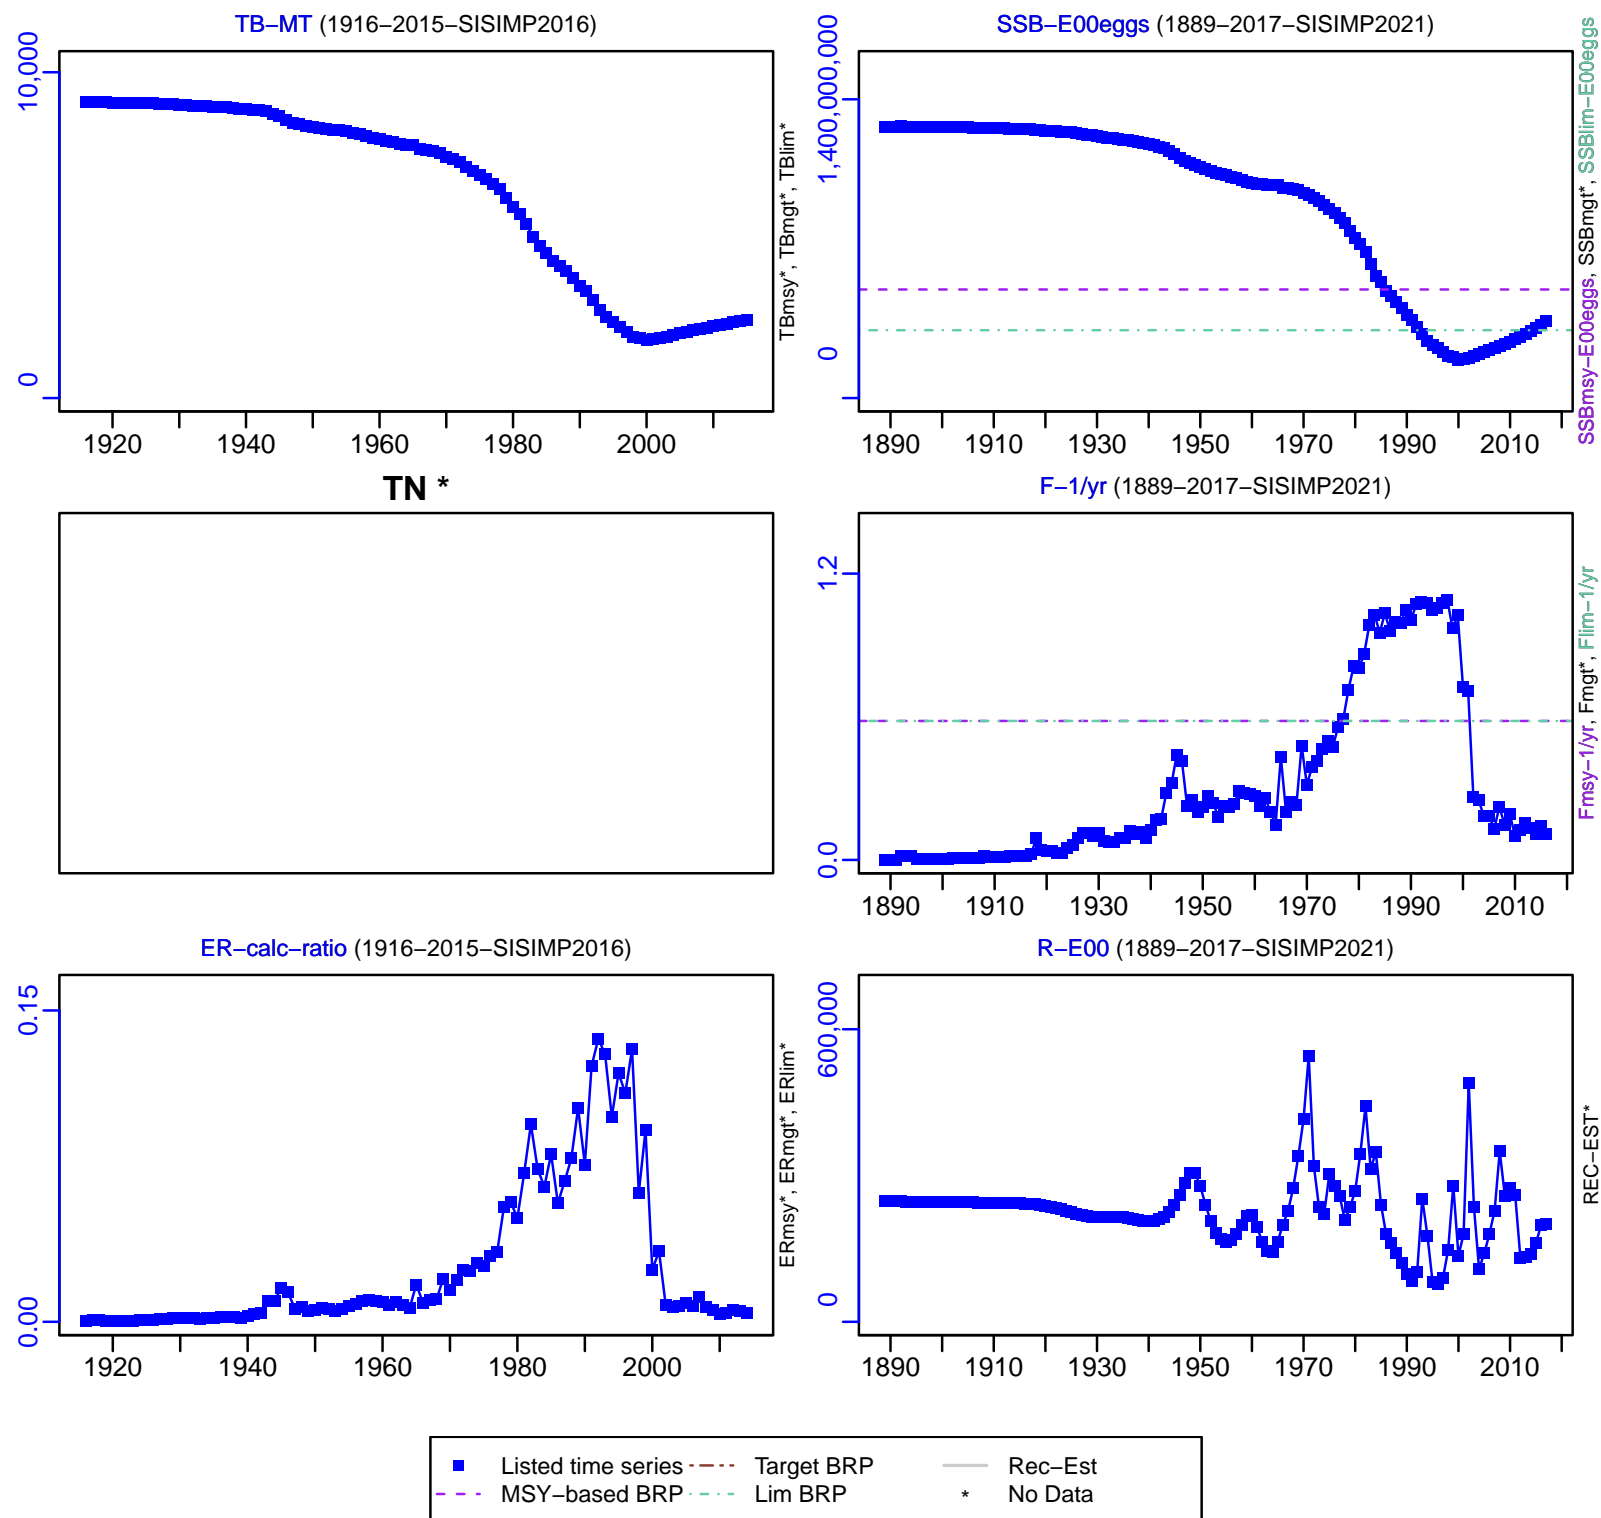 TB−MT (1916−2015−SISIMP2016)
10,000
0
1920 1940 1960 1980 2000
TBmsy*, TBmgt*, TBlim*
SSB−E00eggs (1889−2017−SISIMP2021)
1,400,000,000
0
1890 1910 1930 1950 1970 1990 2010
SSBmsy−E00eggs, SSBmgt*, SSBlim−E00eggs
TN *
F−1/yr (1889−2017−SISIMP2021)
1.2
0.0
1890 1910 1930 1950 1970 1990 2010
Fmsy−1/yr, Fmgt*, Flim−1/yr
ER−calc−ratio (1916−2015−SISIMP2016)
0.15
0.00
1920 1940 1960 1980 2000
ERmsy*, ERmgt*, ERlim*
R−E00 (1889−2017−SISIMP2021)
600,000
0
1890 1910 1930 1950 1970 1990 2010
REC−EST*
Listed time series Target BRP Rec−Est
MSY−based BRP Lim BRP * No Data